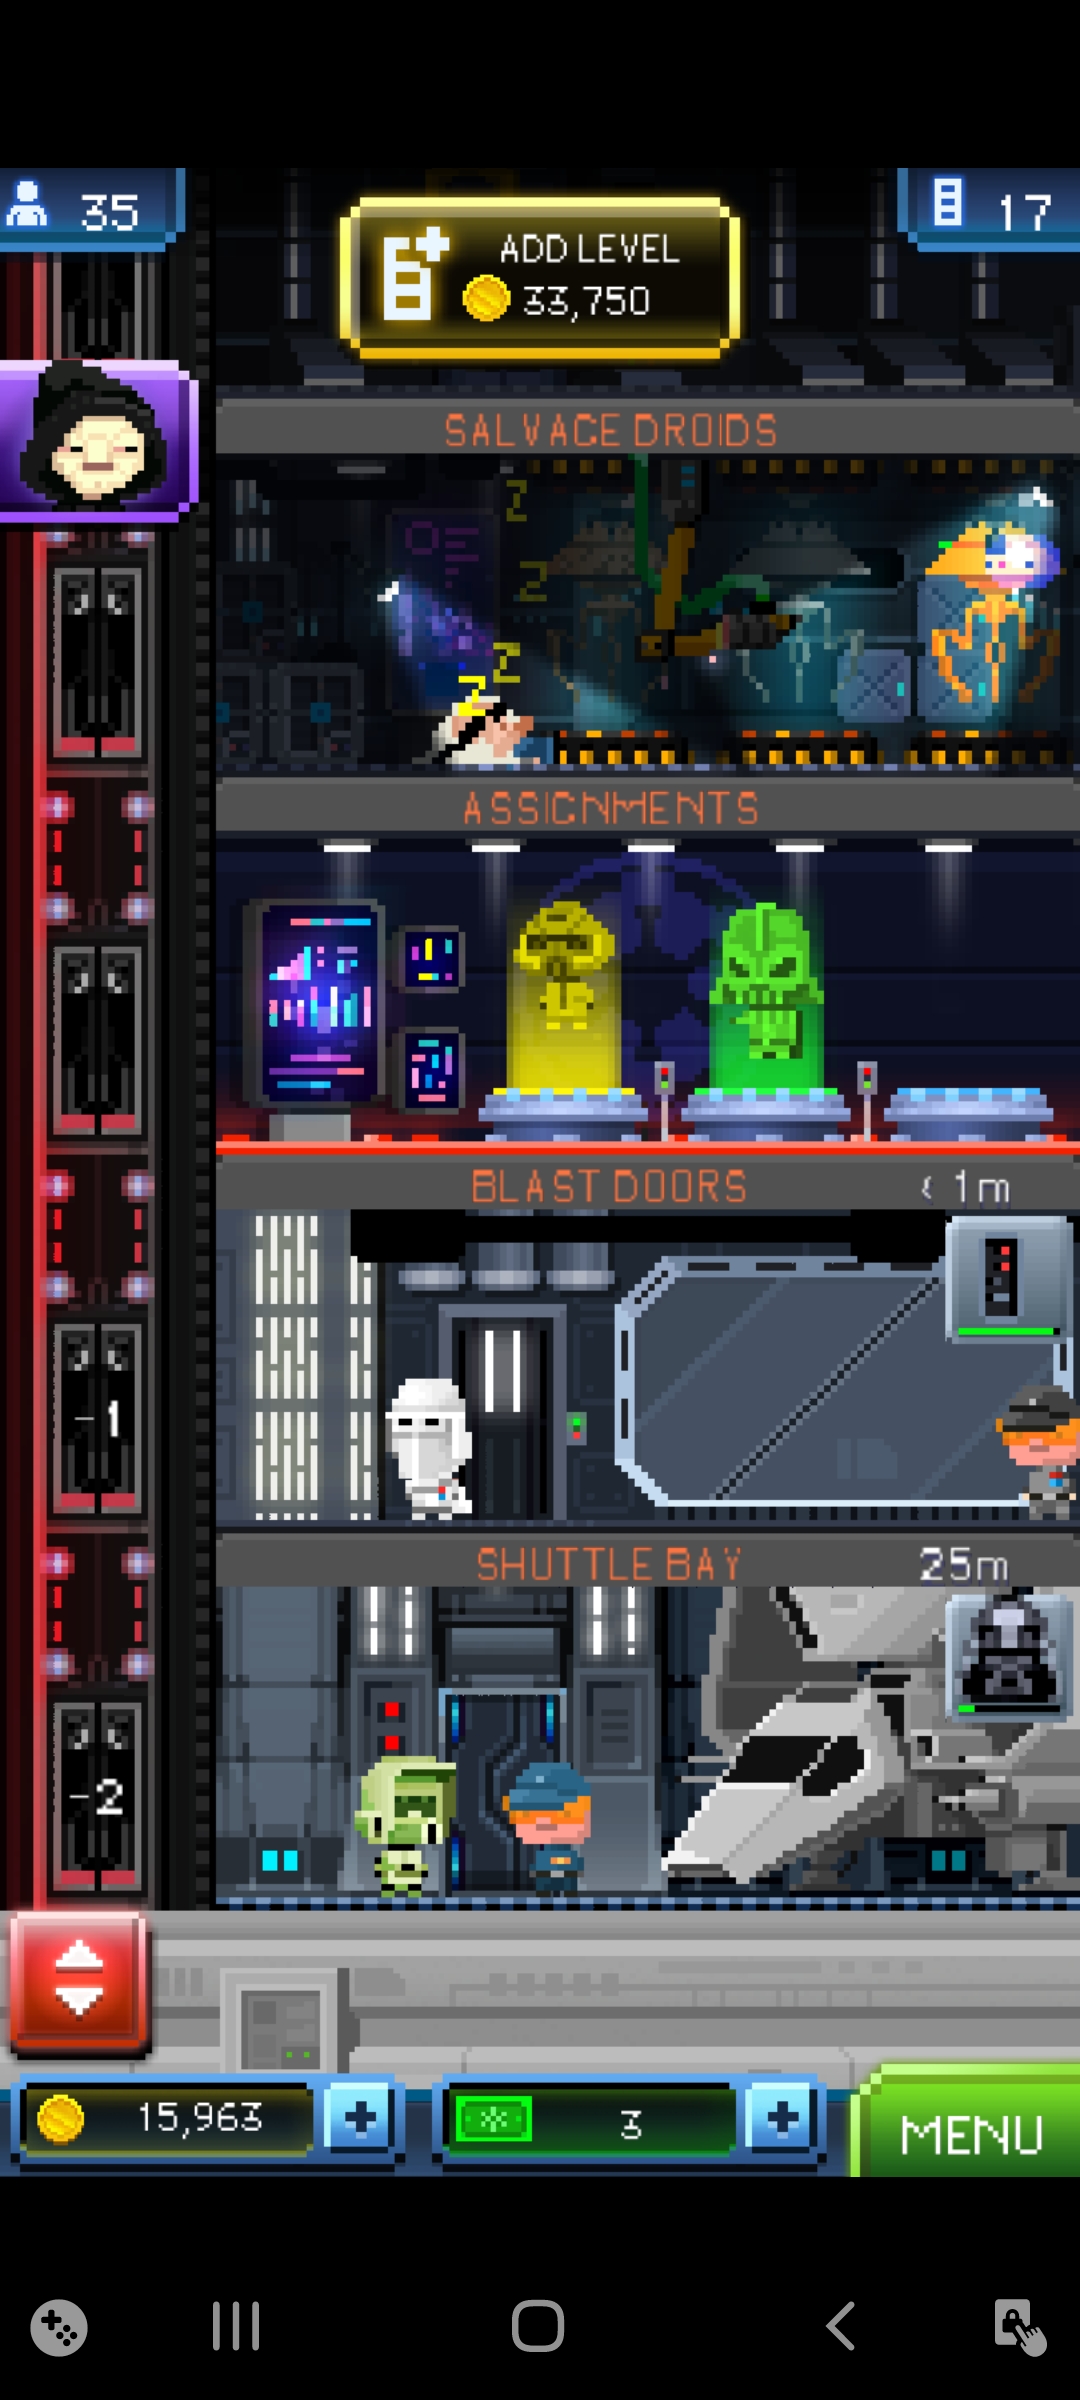 35
ADD LEVEL
33,750
17
SALVAGE DROIDS
Z
Z
Z
Z
ASSIGNMENTS
BLAST DOORS
< 1m
-1
SHUTTLE BAY
25m
-2
15,963
+
3
+
MENU